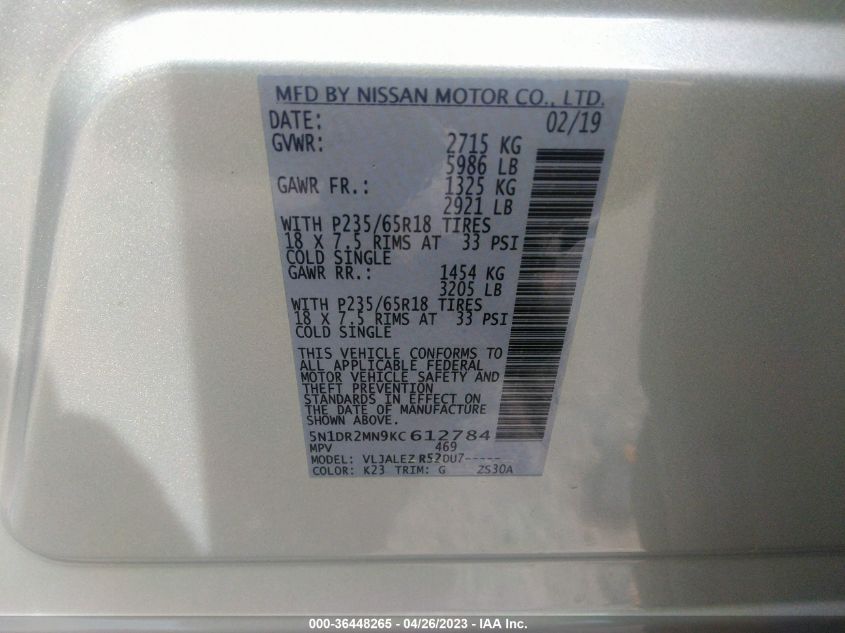 MFD BY NISSAN MOTOR CO., LTD.
DATE: 02/19
GVWR: 2715 KG
5986 LB
GAWR FR.: 1325 KG
2921 LB
WITH P235/65R18 TIRES
18 X 7.5 RIMS AT 33 PSI
COLD SINGLE
GAWR RR.: 1454 KG
3205 LB
WITH P235/65R18 TIRES
18 X 7.5 RIMS AT 33 PSI
COLD SINGLE
THIS VEHICLE CONFORMS TO
ALL APPLICABLE FEDERAL
MOTOR VEHICLE SAFETY AND
THEFT PREVENTION
STANDARDS IN EFFECT ON
THE DATE OF MANUFACTURE
SHOWN ABOVE.
5N1DR2MN9KC612784
MPV 469
MODEL: VLJALEZ R52DU7-----
COLOR: K23 TRIM: G 2S30A
000-36448265 - 04/26/2023 - IAA Inc.